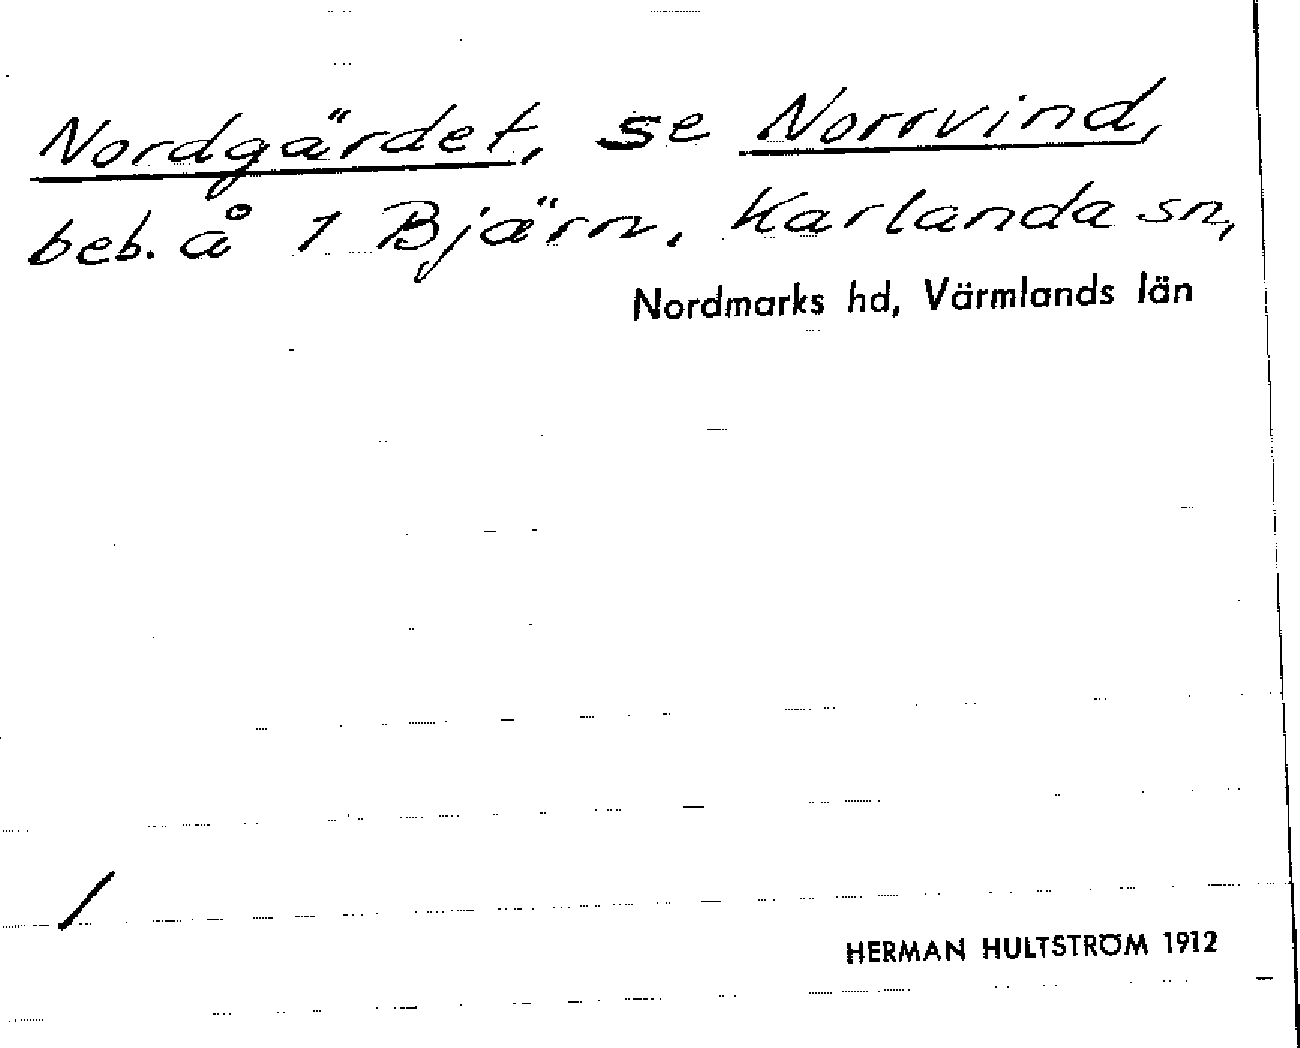 Nordgärdet, se Norrvind,
beb. å 1 Bjärn, Karlanda sn,
Nordmarks hd, Värmlands län
/
HERMAN HULTSTRÖM 1912